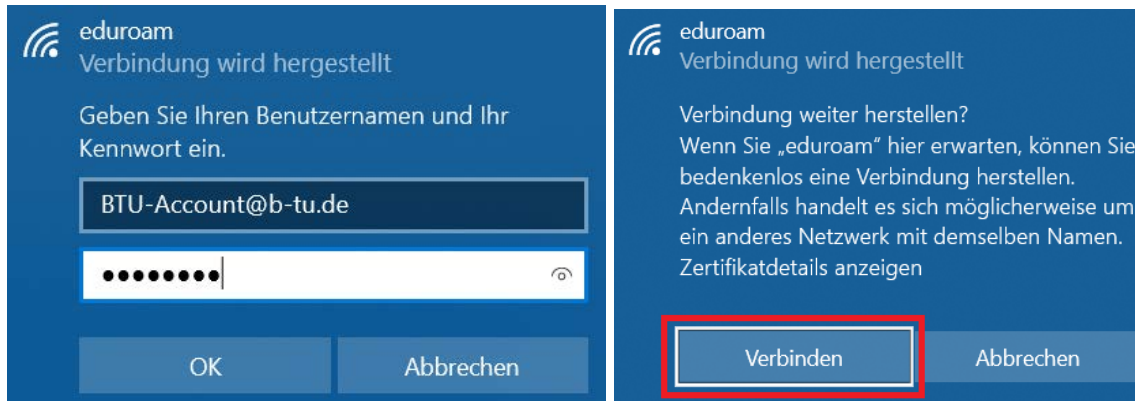 eduroam
Verbindung wird hergestellt
Geben Sie Ihren Benutzernamen und Ihr
Kennwort ein.
BTU-Account@b-tu.de
●●●●●●●●
OK
Abbrechen
eduroam
Verbindung wird hergestellt
Verbindung weiter herstellen?
Wenn Sie „eduroam“ hier erwarten, können Sie
bedenkenlos eine Verbindung herstellen.
Andernfalls handelt es sich möglicherweise um
ein anderes Netzwerk mit demselben Namen.
Zertifikatdetails anzeigen
Verbinden
Abbrechen